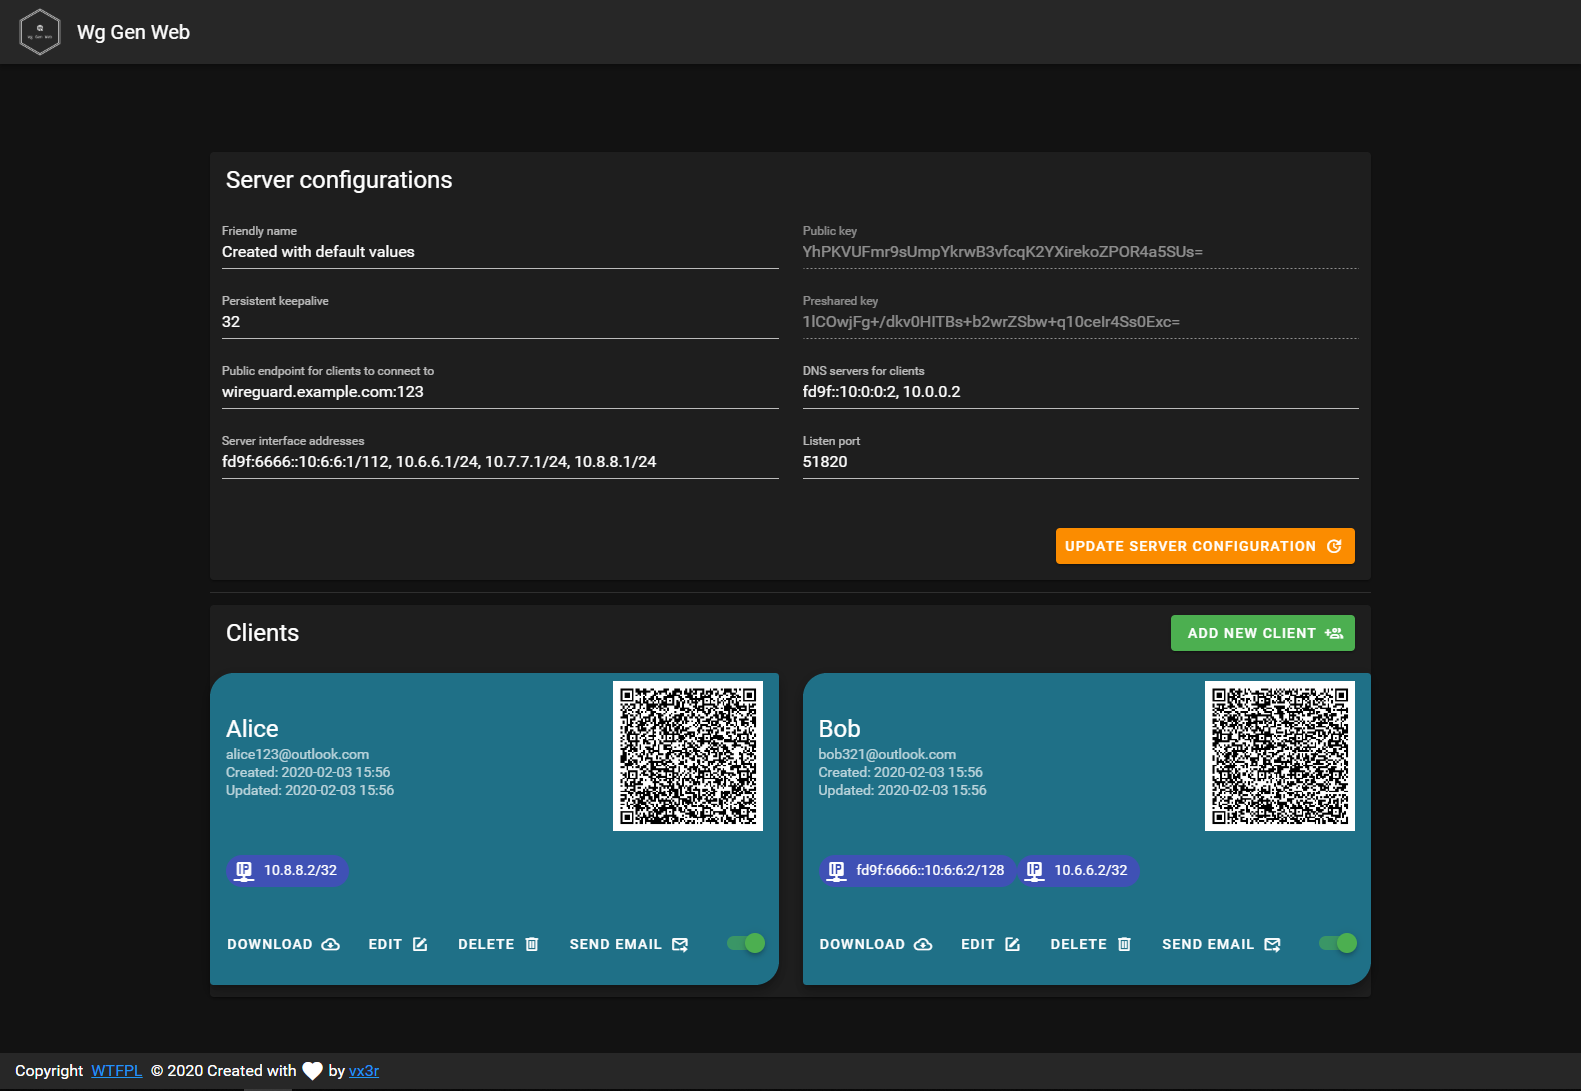 Wg Gen Web
Wg Gen Web
Server configurations
Friendly name
Created with default values
Public key
YhPKVUFmr9sUmpYkrwB3vfcqK2YXirekoZPOR4a5SUs=
Persistent keepalive
32
Preshared key
1lCOwjFg+/dkv0HITBs+b2wrZSbw+q10ceIr4Ss0Exc=
Public endpoint for clients to connect to
wireguard.example.com:123
DNS servers for clients
fd9f::10:0:0:2, 10.0.0.2
Server interface addresses
fd9f:6666::10:6:6:1/112, 10.6.6.1/24, 10.7.7.1/24, 10.8.8.1/24
Listen port
51820
UPDATE SERVER CONFIGURATION
Clients
ADD NEW CLIENT
Alice
alice123@outlook.com
Created: 2020-02-03 15:56
Updated: 2020-02-03 15:56
IP 10.8.8.2/32
DOWNLOAD EDIT DELETE SEND EMAIL
Bob
bob321@outlook.com
Created: 2020-02-03 15:56
Updated: 2020-02-03 15:56
IP fd9f:6666::10:6:6:2/128 IP 10.6.6.2/32
DOWNLOAD EDIT DELETE SEND EMAIL
Copyright WTFPL © 2020 Created with by vx3r